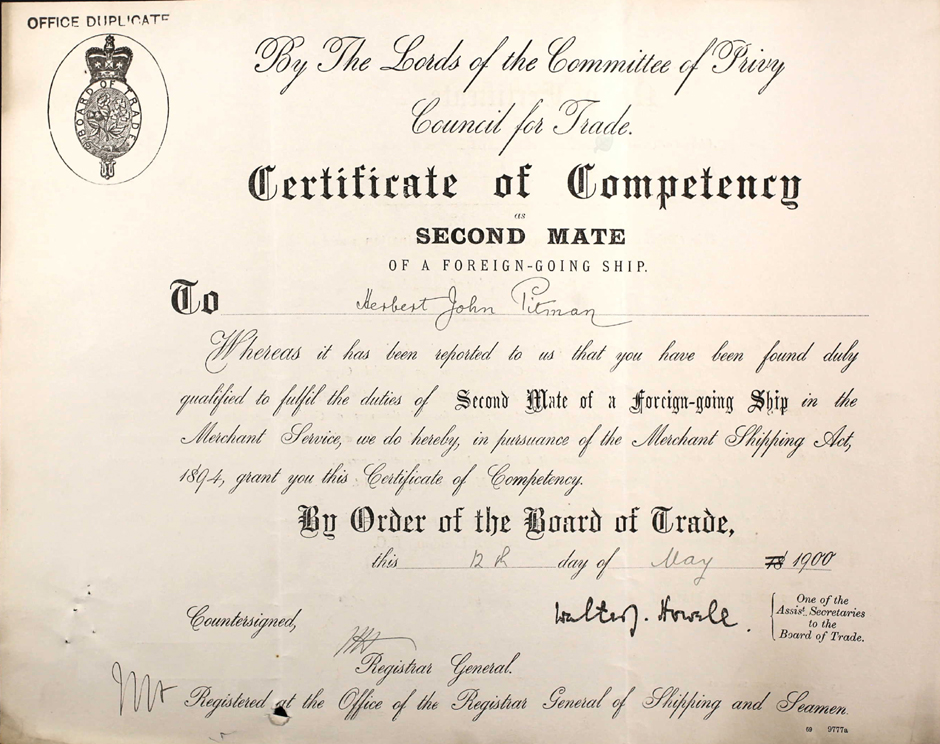 OFFICE DUPLICATE
BOARD OF TRADE
By The Lords of the Committee of Privy
Council for Trade.
Certificate of Competency
as
SECOND MATE
OF A FOREIGN-GOING SHIP.
To Herbert John Pitman
Whereas it has been reported to us that you have been found duly
qualified to fulfil the duties of Second Mate of a Foreign-going Ship in the
Merchant Service, we do hereby, in pursuance of the Merchant Shipping Act,
1894, grant you this Certificate of Competency.
By Order of the Board of Trade,
this 12th day of May 18 1900
Walter J. Howell
One of the
Assist. Secretaries
to the
Board of Trade.
Countersigned,
Registrar General.
Registered at the Office of the Registrar General of Shipping and Seamen.
69 9777a